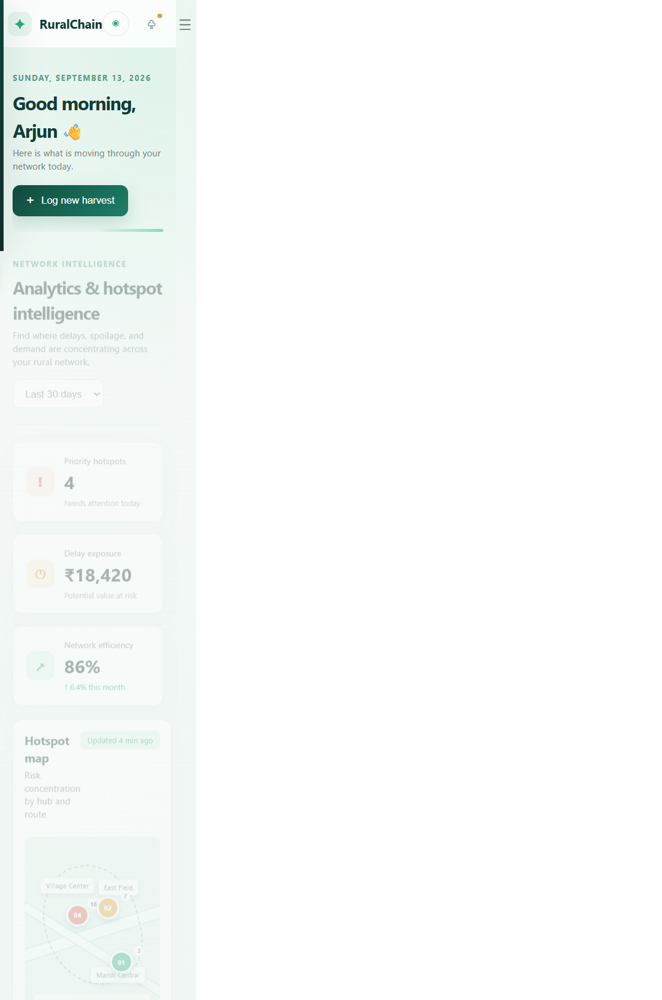 RuralChain
SUNDAY, SEPTEMBER 13, 2026
Good morning,
Arjun 👋
Here is what is moving through your
network today.
+ Log new harvest
NETWORK INTELLIGENCE
Analytics & hotspot
intelligence
Find where delays, spoilage, and
demand are concentrating across
your rural network.
Last 30 days
Priority hotspots
!
4
Needs attention today
Delay exposure
₹18,420
Potential value at risk
Network efficiency
↗
86%
↑ 6.4% this month
Hotspot
map
Updated 4 min ago
Risk
concentration
by hub and
route
Village Center
East Field
7
18
02
04
3
01
Mandi Central